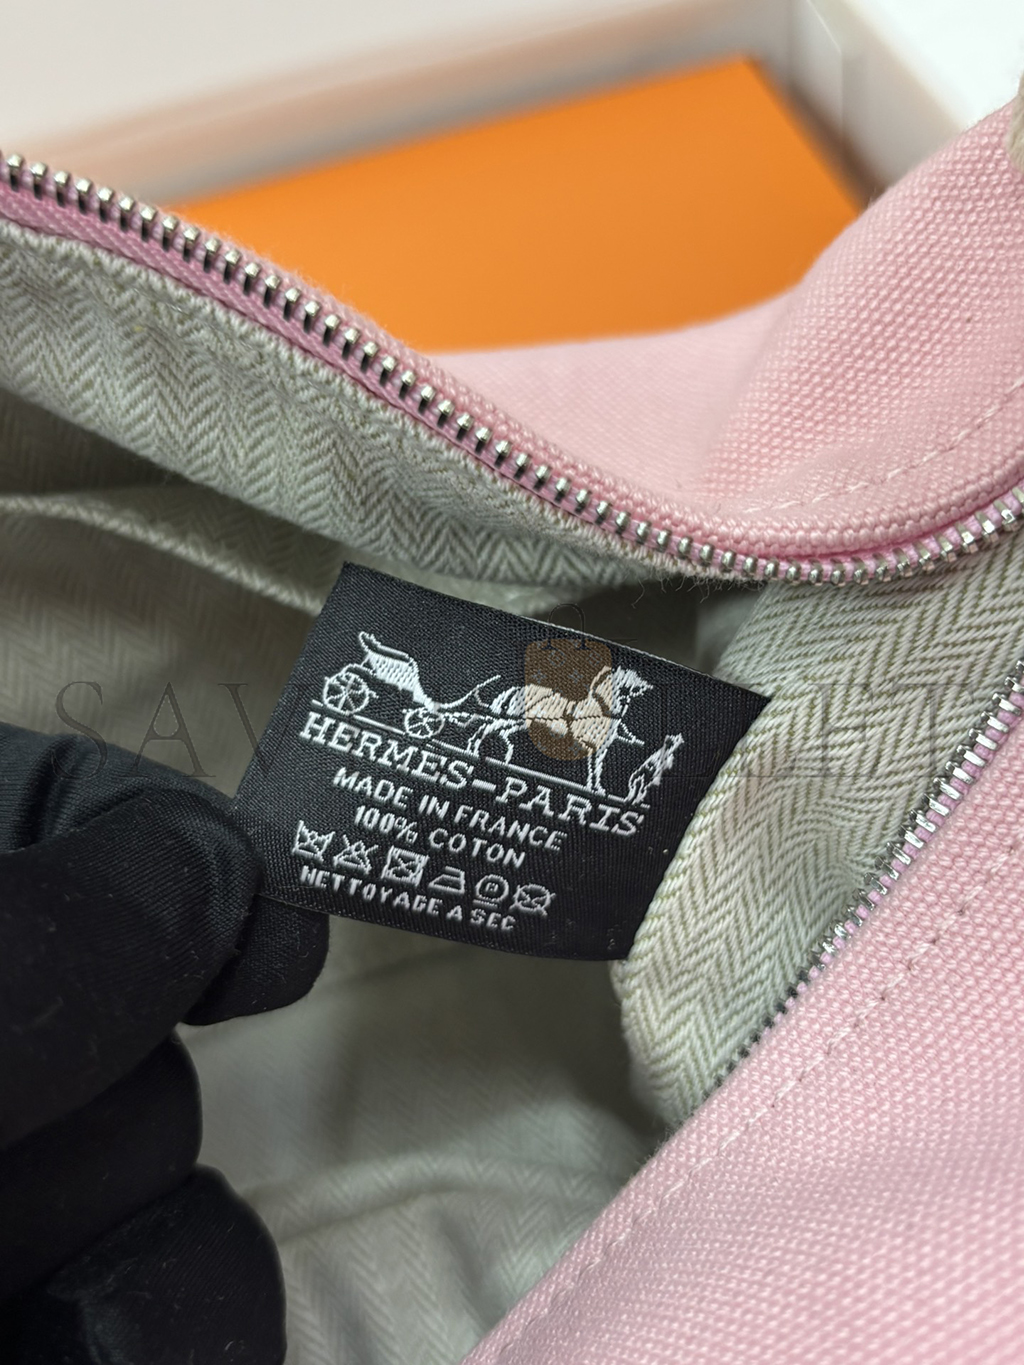 HERMES-PARIS
MADE IN FRANCE
100% COTON
NETTOYAGE A SEC